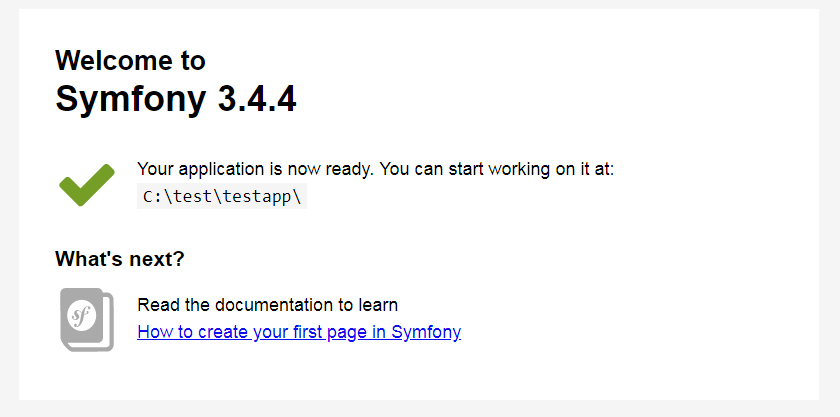 Welcome to
Symfony 3.4.4
Your application is now ready. You can start working on it at:
C:\test\testapp\
What's next?
sf
Read the documentation to learn
How to create your first page in Symfony